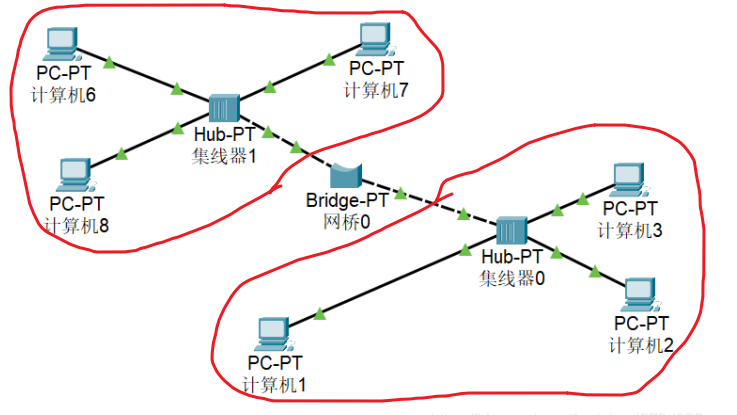 PC-PT
计算机6
PC-PT
计算机7
Hub-PT
集线器1
PC-PT
计算机8
Bridge-PT
网桥0
PC-PT
计算机3
Hub-PT
集线器0
PC-PT
计算机2
PC-PT
计算机1